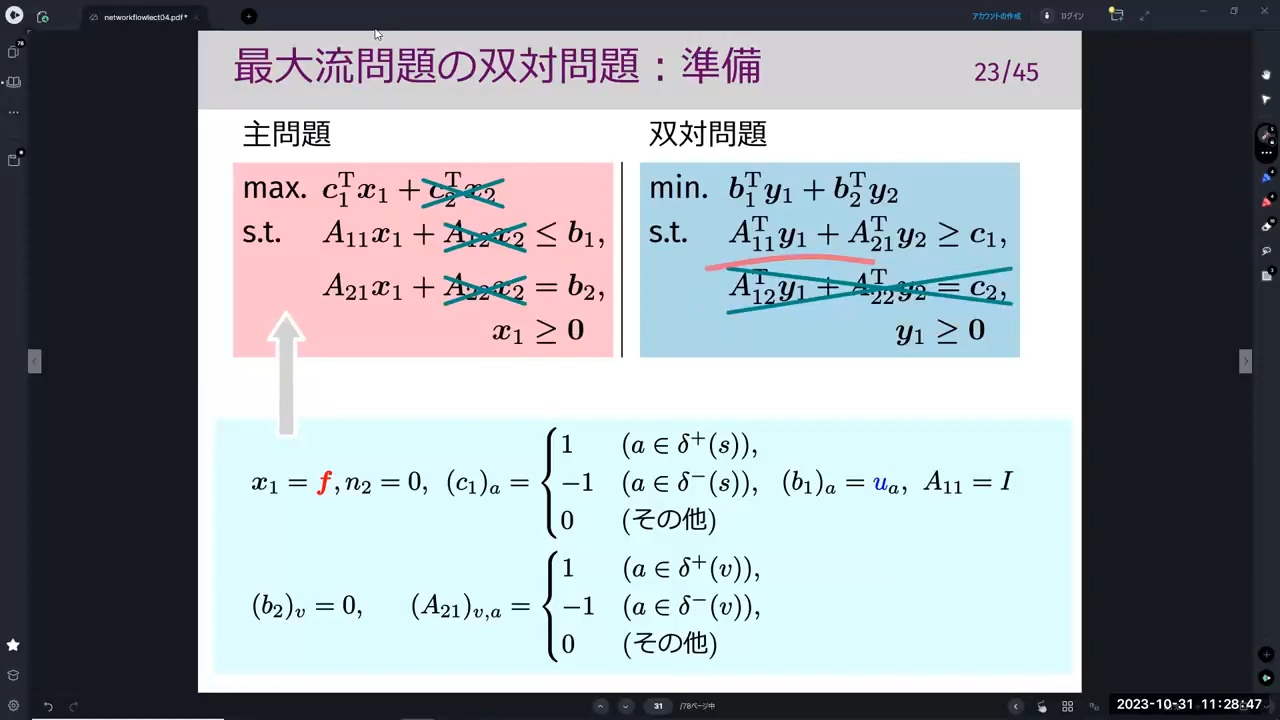 networkflowlect04.pdf*
アカウントの作成
ログイン
最大流問題の双対問題：準備
23/45
主問題
max. c₁ᵀx₁ + c₂ᵀx₂
s.t. A₁₁x₁ + A₁₂x₂ ≤ b₁,
A₂₁x₁ + A₂₂x₂ = b₂,
x₁ ≥ 0
双対問題
min. b₁ᵀy₁ + b₂ᵀy₂
s.t. A₁₁ᵀy₁ + A₂₁ᵀy₂ ≥ c₁,
A₁₂ᵀy₁ + A₂₂ᵀy₂ = c₂,
y₁ ≥ 0
x₁ = f, n₂ = 0, (c₁)ₐ = { 1 (a ∈ δ⁺(s)),
−1 (a ∈ δ⁻(s)), (b₁)ₐ = uₐ, A₁₁ = I
0 (その他)
(b₂)ᵥ = 0, (A₂₁)ᵥ,ₐ = { 1 (a ∈ δ⁺(v)),
−1 (a ∈ δ⁻(v)),
0 (その他)
31 /78ページ中
2023-10-31 11:28:47